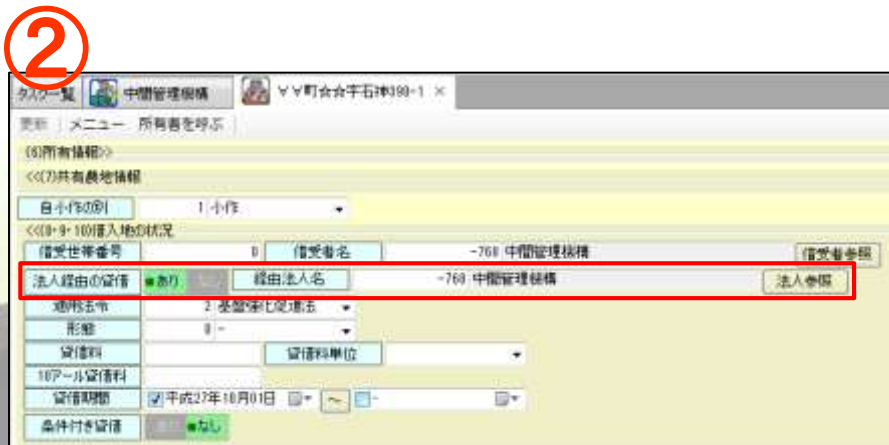 ②
タスク一覧 中間管理機構 ∀∀町☆☆字石神398-1 ×
更新 メニュー 所有者を呼ぶ
(6)所有情報>>
<<(7)共有農地情報
自小作の別 1 小作
<<(8・9・10)借入地の状況
借受世帯番号 0 借受者名 -768 中間管理機構 借受者参照
法人経由の貸借 ■あり なし 経由法人名 -768 中間管理機構 法人参照
適用法令 2 基盤強化促進法
形態 0 -
貸借料 貸借料単位
10アール貸借料
貸借期間 平成27年10月01日 ～ -
条件付き貸借 あり ■なし